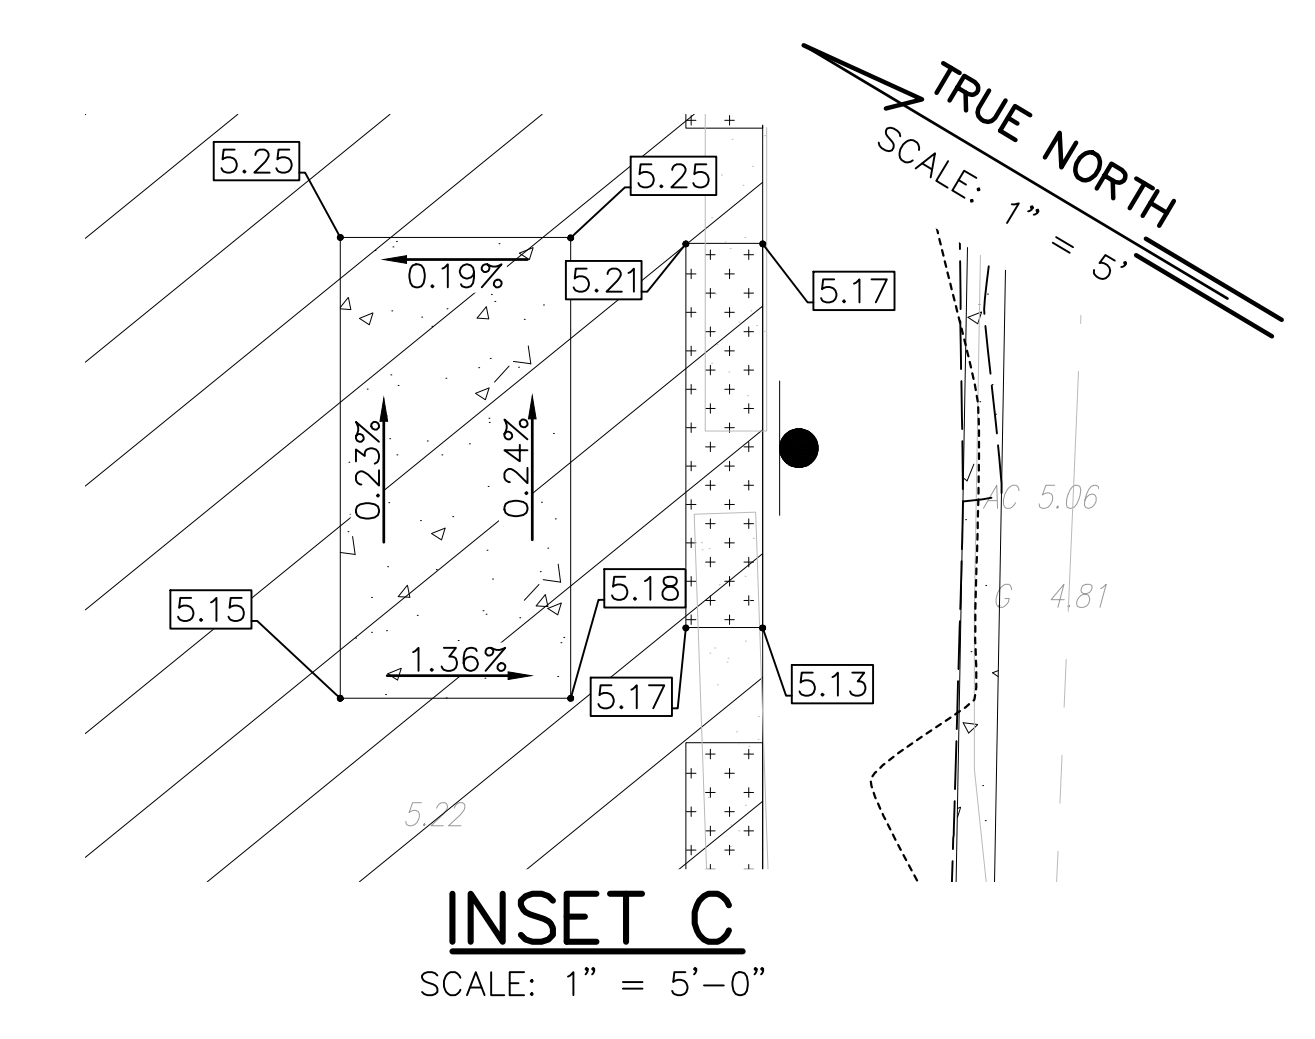 TRUE NORTH
SCALE: 1" = 5'
5.25
5.25
0.19%
5.21
5.17
0.23%
0.24%
AC 5.06
G 4.81
5.15
5.18
1.36%
5.17
5.13
5.22
INSET C
SCALE: 1" = 5'-0"